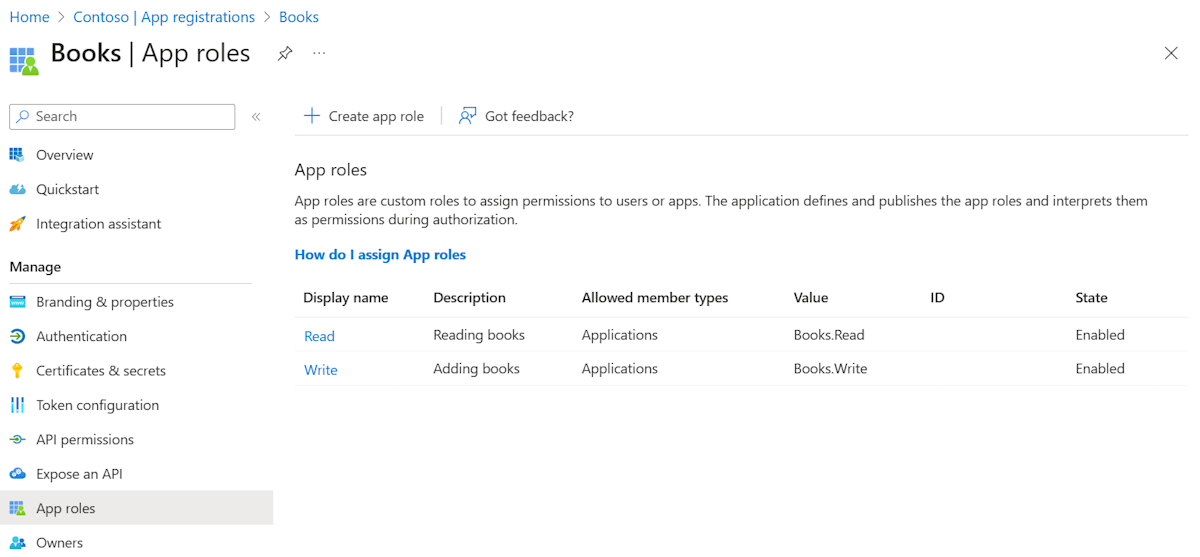 Home > Contoso | App registrations > Books
Books | App roles
Search
«
Overview
Quickstart
Integration assistant
Manage
Branding & properties
Authentication
Certificates & secrets
Token configuration
API permissions
Expose an API
App roles
Owners
Create app role
Got feedback?
App roles
App roles are custom roles to assign permissions to users or apps. The application defines and publishes the app roles and interprets them
as permissions during authorization.
How do I assign App roles
Display name Description Allowed member types Value ID State
Read Reading books Applications Books.Read Enabled
Write Adding books Applications Books.Write Enabled